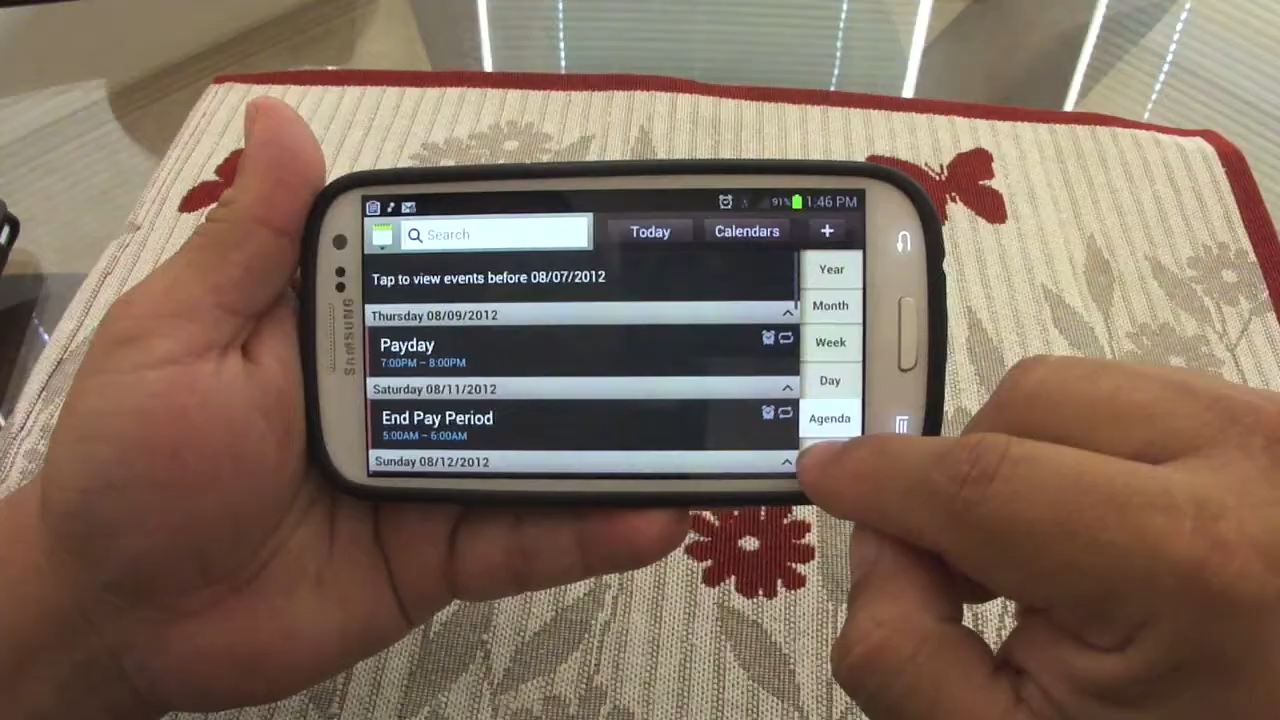 91% 1:46 PM
Search
Today
Calendars
+
Tap to view events before 08/07/2012
Year
Thursday 08/09/2012
Month
Payday
7:00PM – 8:00PM
Week
Saturday 08/11/2012
Day
End Pay Period
5:00AM – 6:00AM
Agenda
Sunday 08/12/2012
SAMSUNG